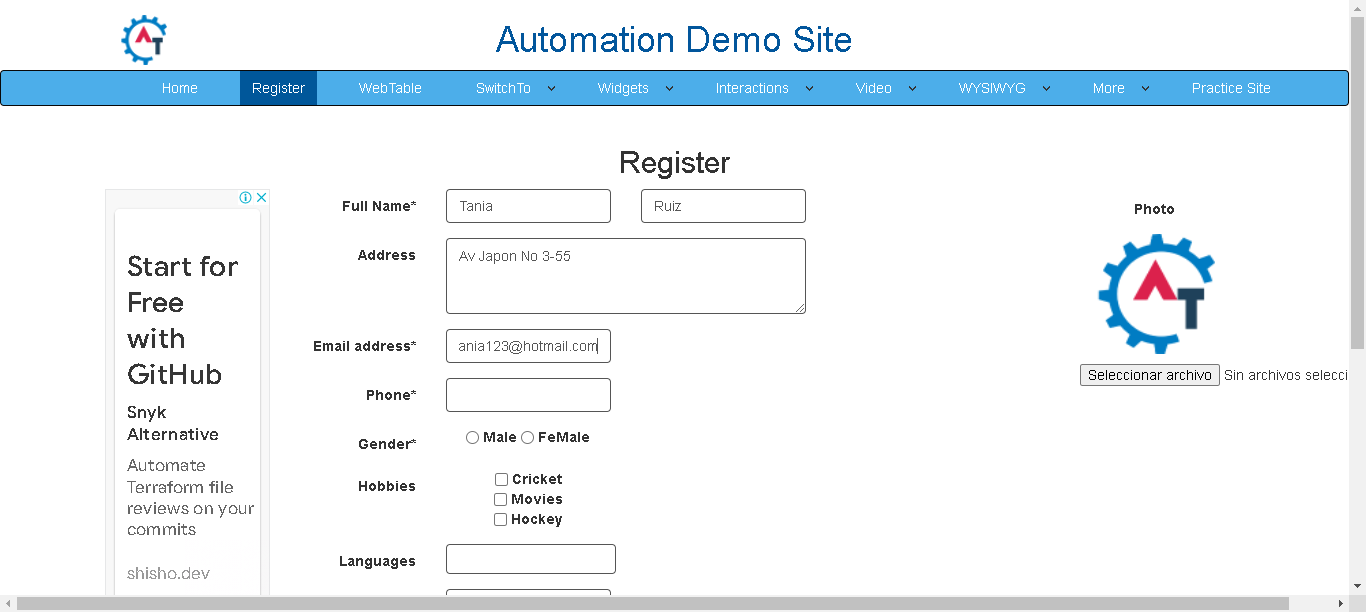 Automation Demo Site
Home Register WebTable SwitchTo Widgets Interactions Video WYSIWYG More Practice Site
Register
Start for
Free
with
GitHub
Snyk
Alternative
Automate
Terraform file
reviews on your
commits
shisho.dev
Full Name* Tania Ruiz
Address Av Japon No 3-55
Email address* ania123@hotmail.com
Phone*
Gender* Male FeMale
Hobbies Cricket
Movies
Hockey
Languages
Photo
AT
Seleccionar archivo Sin archivos selecci